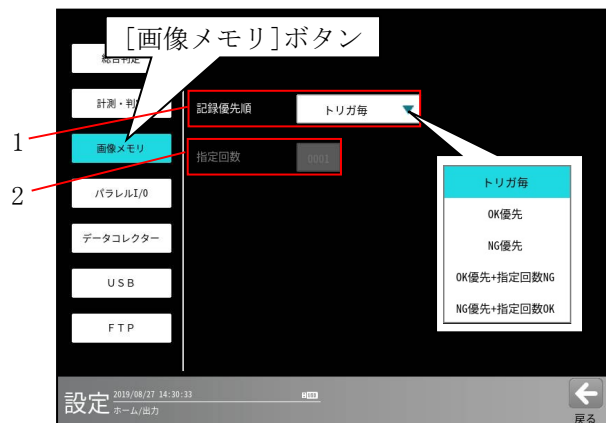 [画像メモリ]ボタン
総合判定
計測・判
記録優先順
トリガ毎
1
画像メモリ
指定回数
0001
2
トリガ毎
パラレルI/O
OK優先
データコレクター
NG優先
USB
OK優先+指定回数NG
NG優先+指定回数OK
FTP
設定
2019/08/27 14:30:33
ホーム/出力
戻る